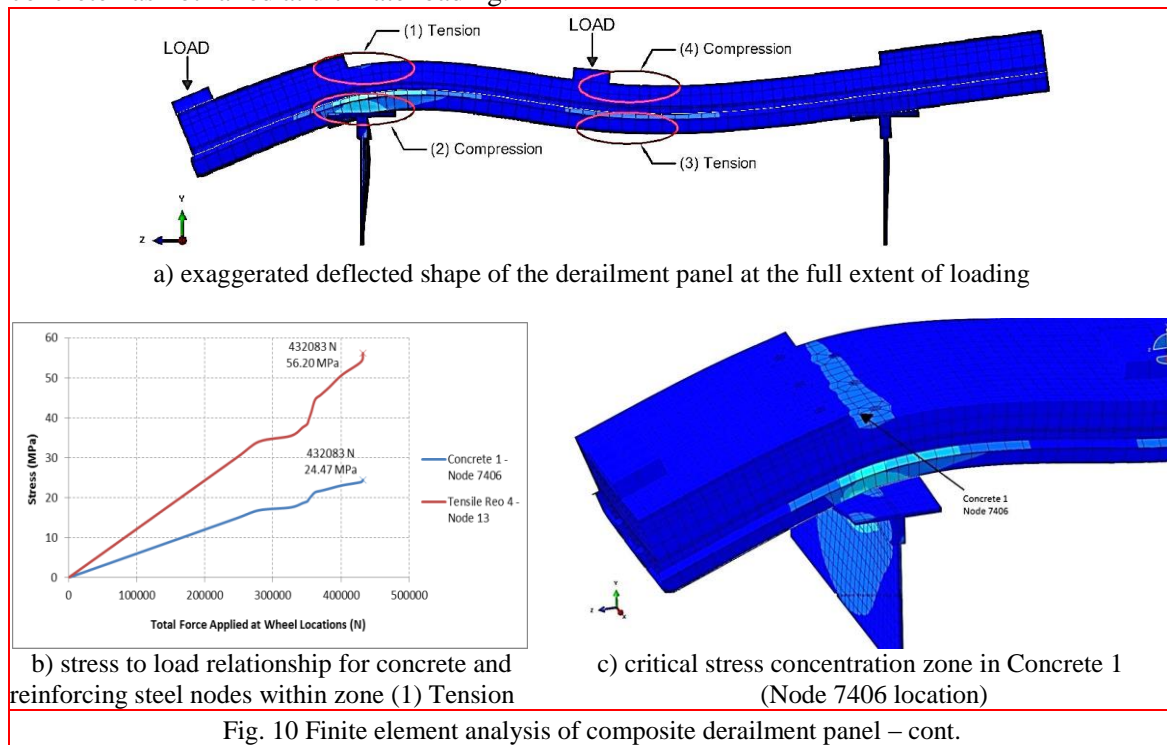 LOAD
(1) Tension
LOAD
(4) Compression
(2) Compression
(3) Tension
Y
Z
a) exaggerated deflected shape of the derailment panel at the full extent of loading
60
50
40
30
20
10
0
Stress (MPa)
432083 N
56.20 MPa
432083 N
24.47 MPa
Concrete 1 -
Node 7406
Tensile Reo 4 -
Node 13
0 100000 200000 300000 400000 500000
Total Force Applied at Wheel Locations (N)
Concrete 1
Node 7406
Y
Z
X
b) stress to load relationship for concrete and
reinforcing steel nodes within zone (1) Tension
c) critical stress concentration zone in Concrete 1
(Node 7406 location)
Fig. 10 Finite element analysis of composite derailment panel – cont.